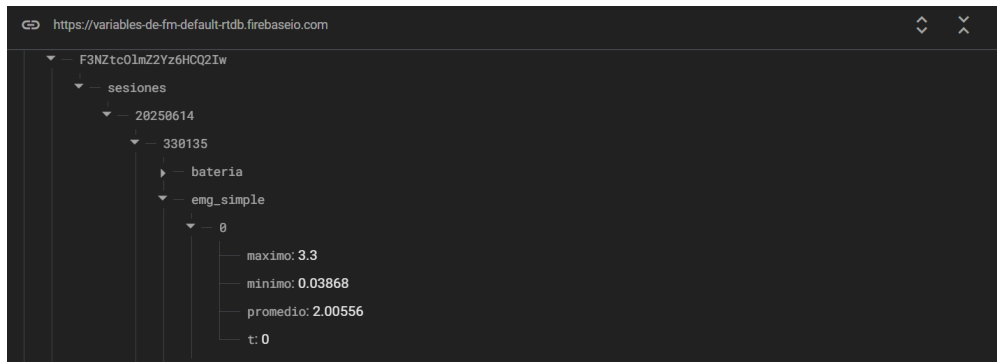 https://variables-de-fm-default-rtdb.firebaseio.com
F3NZtcOlmZ2Yz6HCQ2Iw
sesiones
20250614
330135
bateria
emg_simple
0
maximo: 3.3
minimo: 0.03868
promedio: 2.00556
t: 0